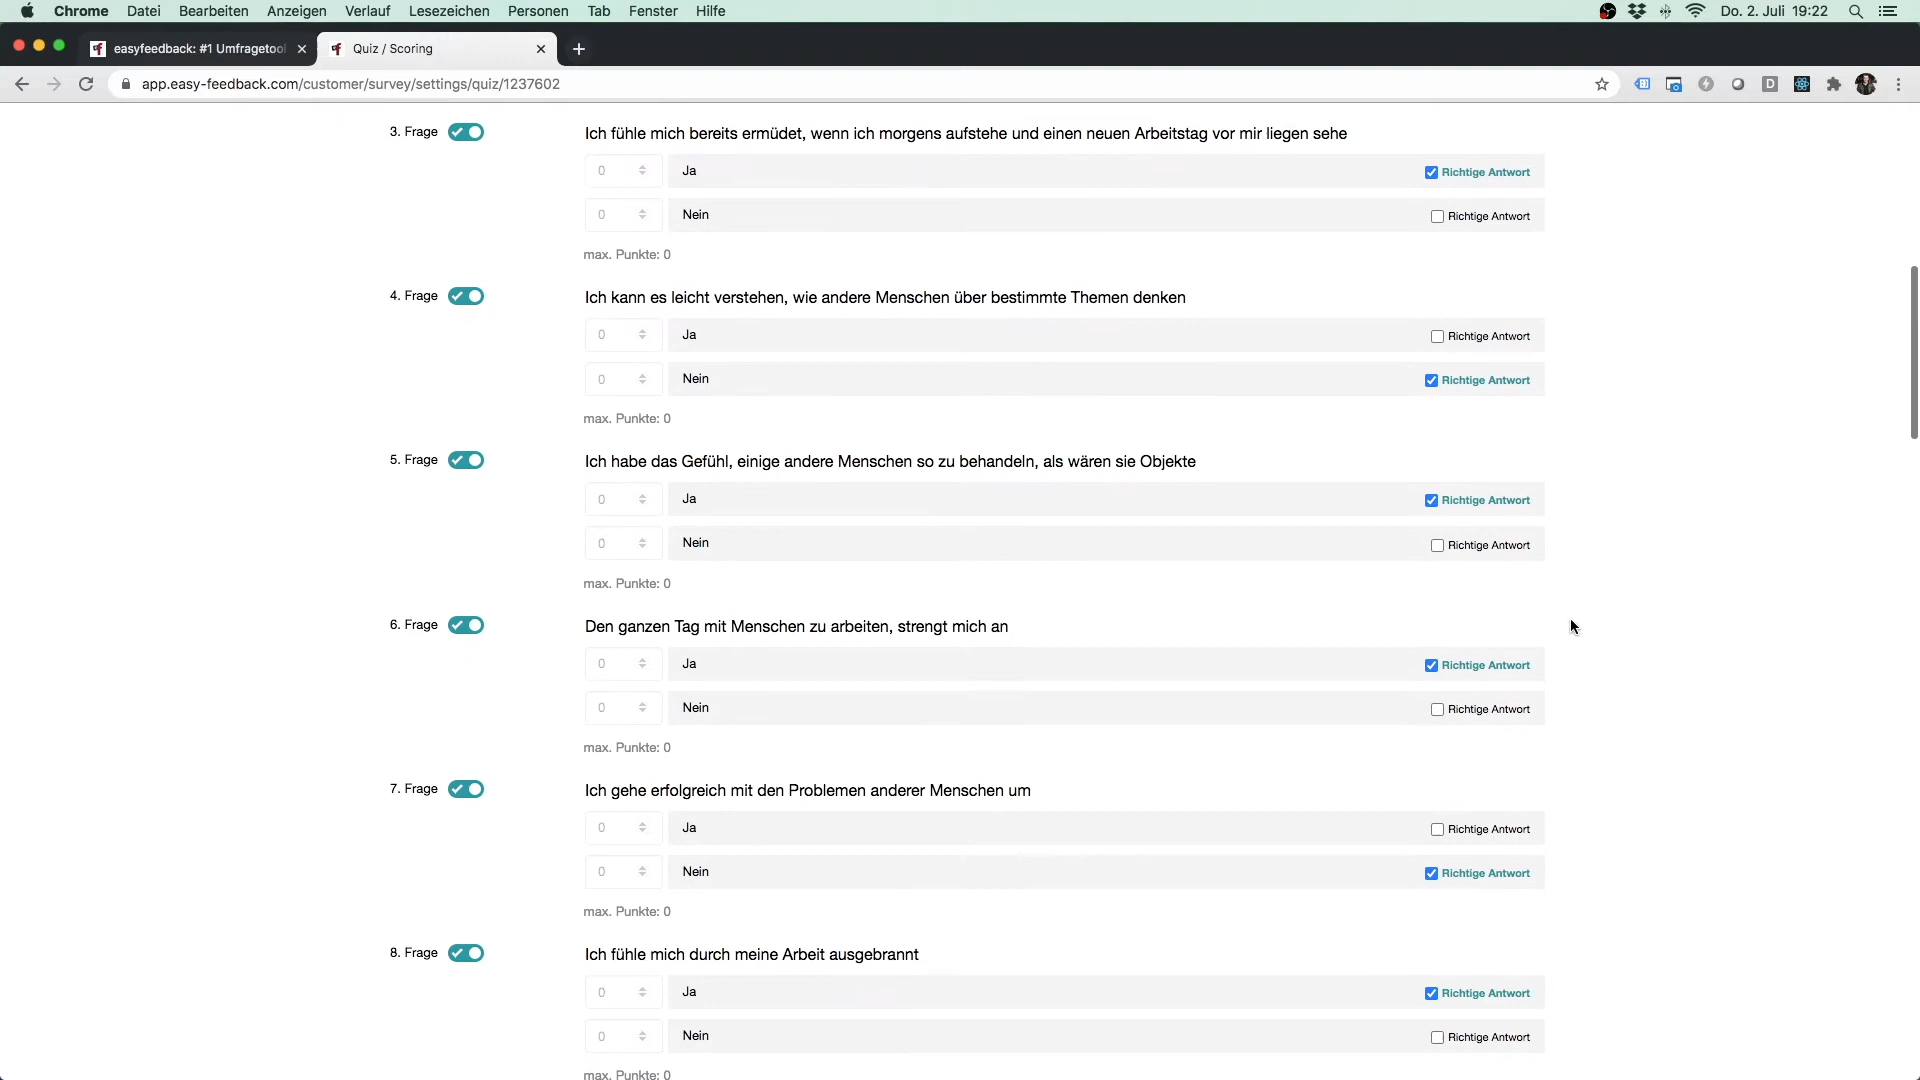 Chrome Datei Bearbeiten Anzeigen Verlauf Lesezeichen Personen Tab Fenster Hilfe Do. 2. Juli 19:22
easyfeedback: #1 Umfragetool Quiz / Scoring
app.easy-feedback.com/customer/survey/settings/quiz/1237602
3. Frage Ich fühle mich bereits ermüdet, wenn ich morgens aufstehe und einen neuen Arbeitstag vor mir liegen sehe
0 Ja Richtige Antwort
0 Nein Richtige Antwort
max. Punkte: 0
4. Frage Ich kann es leicht verstehen, wie andere Menschen über bestimmte Themen denken
0 Ja Richtige Antwort
0 Nein Richtige Antwort
max. Punkte: 0
5. Frage Ich habe das Gefühl, einige andere Menschen so zu behandeln, als wären sie Objekte
0 Ja Richtige Antwort
0 Nein Richtige Antwort
max. Punkte: 0
6. Frage Den ganzen Tag mit Menschen zu arbeiten, strengt mich an
0 Ja Richtige Antwort
0 Nein Richtige Antwort
max. Punkte: 0
7. Frage Ich gehe erfolgreich mit den Problemen anderer Menschen um
0 Ja Richtige Antwort
0 Nein Richtige Antwort
max. Punkte: 0
8. Frage Ich fühle mich durch meine Arbeit ausgebrannt
0 Ja Richtige Antwort
0 Nein Richtige Antwort
max. Punkte: 0